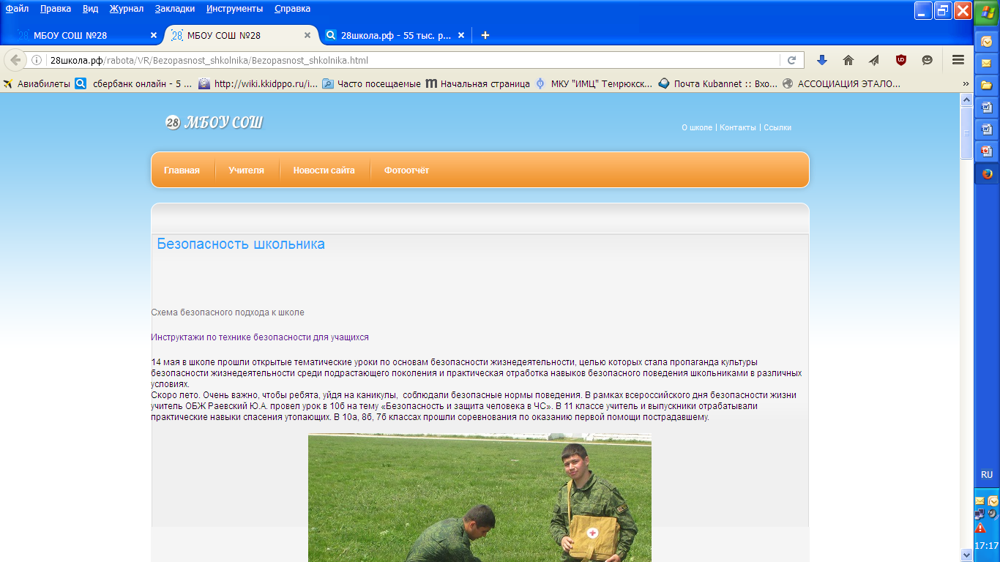 Файл Правка Вид Журнал Закладки Инструменты Справка
28 МБОУ СОШ №28
28 МБОУ СОШ №28
28школа.рф - 55 тыс. р...
28школа.рф/rabota/VR/Bezopasnost_shkolnika/Bezopasnost_shkolnika.html
Авиабилеты сбербанк онлайн - 5 ... http://wiki.kkidppo.ru/i... Часто посещаемые Начальная страница МКУ "ИМЦ" Темрюкск... Почта Kubannet :: Вхо... АССОЦИАЦИЯ ЭТАЛО... »
28 МБОУ СОШ
О школе | Контакты | Ссылки
Главная Учителя Новости сайта Фотоотчёт
Безопасность школьника
Схема безопасного подхода к школе
Инструктажи по технике безопасности для учащихся
14 мая в школе прошли открытые тематические уроки по основам безопасности жизнедеятельности, целью которых стала пропаганда культуры
безопасности жизнедеятельности среди подрастающего поколения и практическая отработка навыков безопасного поведения школьниками в различных
условиях.
Скоро лето. Очень важно, чтобы ребята, уйдя на каникулы, соблюдали безопасные нормы поведения. В рамках всероссийского дня безопасности жизни
учитель ОБЖ Раевский Ю.А. провел урок в 10б на тему «Безопасность и защита человека в ЧС». В 11 классе учитель и выпускники отрабатывали
практические навыки спасения утопающих. В 10а, 8б, 7б классах прошли соревнования по оказанию первой помощи пострадавшему.
RU
17:17